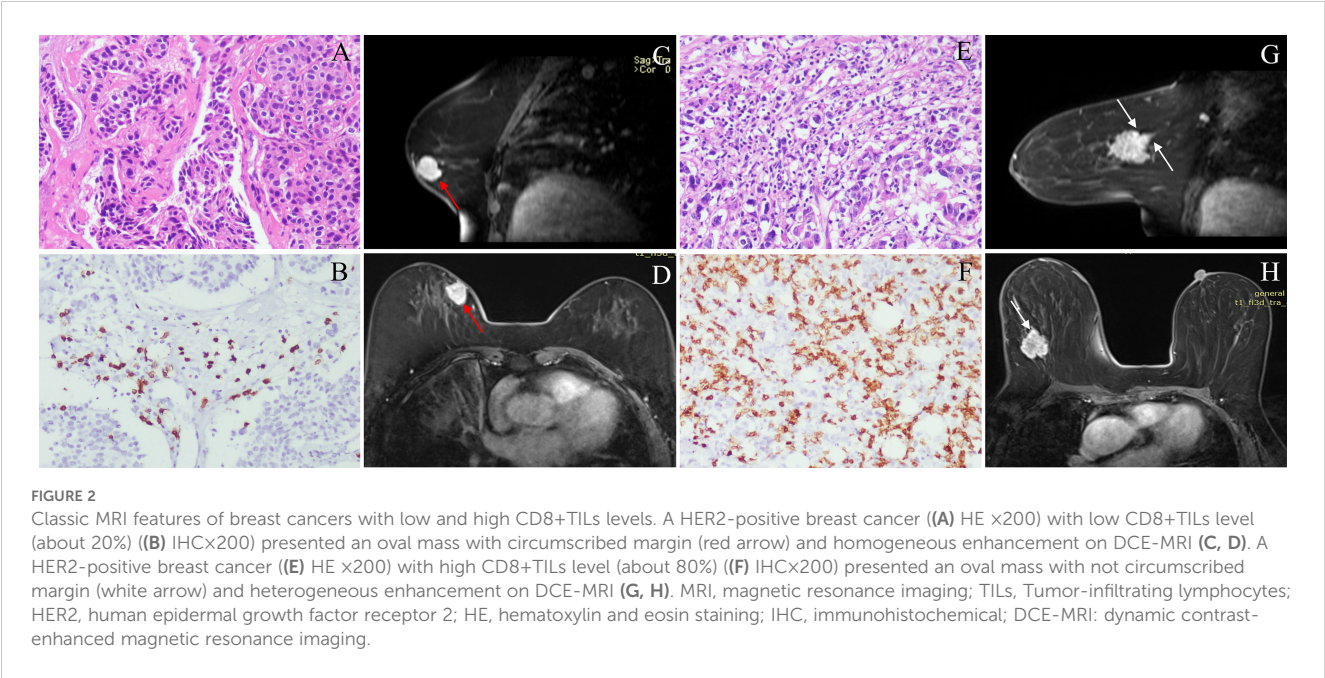 A
C
Sag>Tra
>Cor 0
E
G
B
D
F
H
general
t1_fl3d_tra_
FIGURE 2
Classic MRI features of breast cancers with low and high CD8+TILs levels. A HER2-positive breast cancer ((A) HE ×200) with low CD8+TILs level
(about 20%) ((B) IHC×200) presented an oval mass with circumscribed margin (red arrow) and homogeneous enhancement on DCE-MRI (C, D). A
HER2-positive breast cancer ((E) HE ×200) with high CD8+TILs level (about 80%) ((F) IHC×200) presented an oval mass with not circumscribed
margin (white arrow) and heterogeneous enhancement on DCE-MRI (G, H). MRI, magnetic resonance imaging; TILs, Tumor-infiltrating lymphocytes;
HER2, human epidermal growth factor receptor 2; HE, hematoxylin and eosin staining; IHC, immunohistochemical; DCE-MRI: dynamic contrast-
enhanced magnetic resonance imaging.